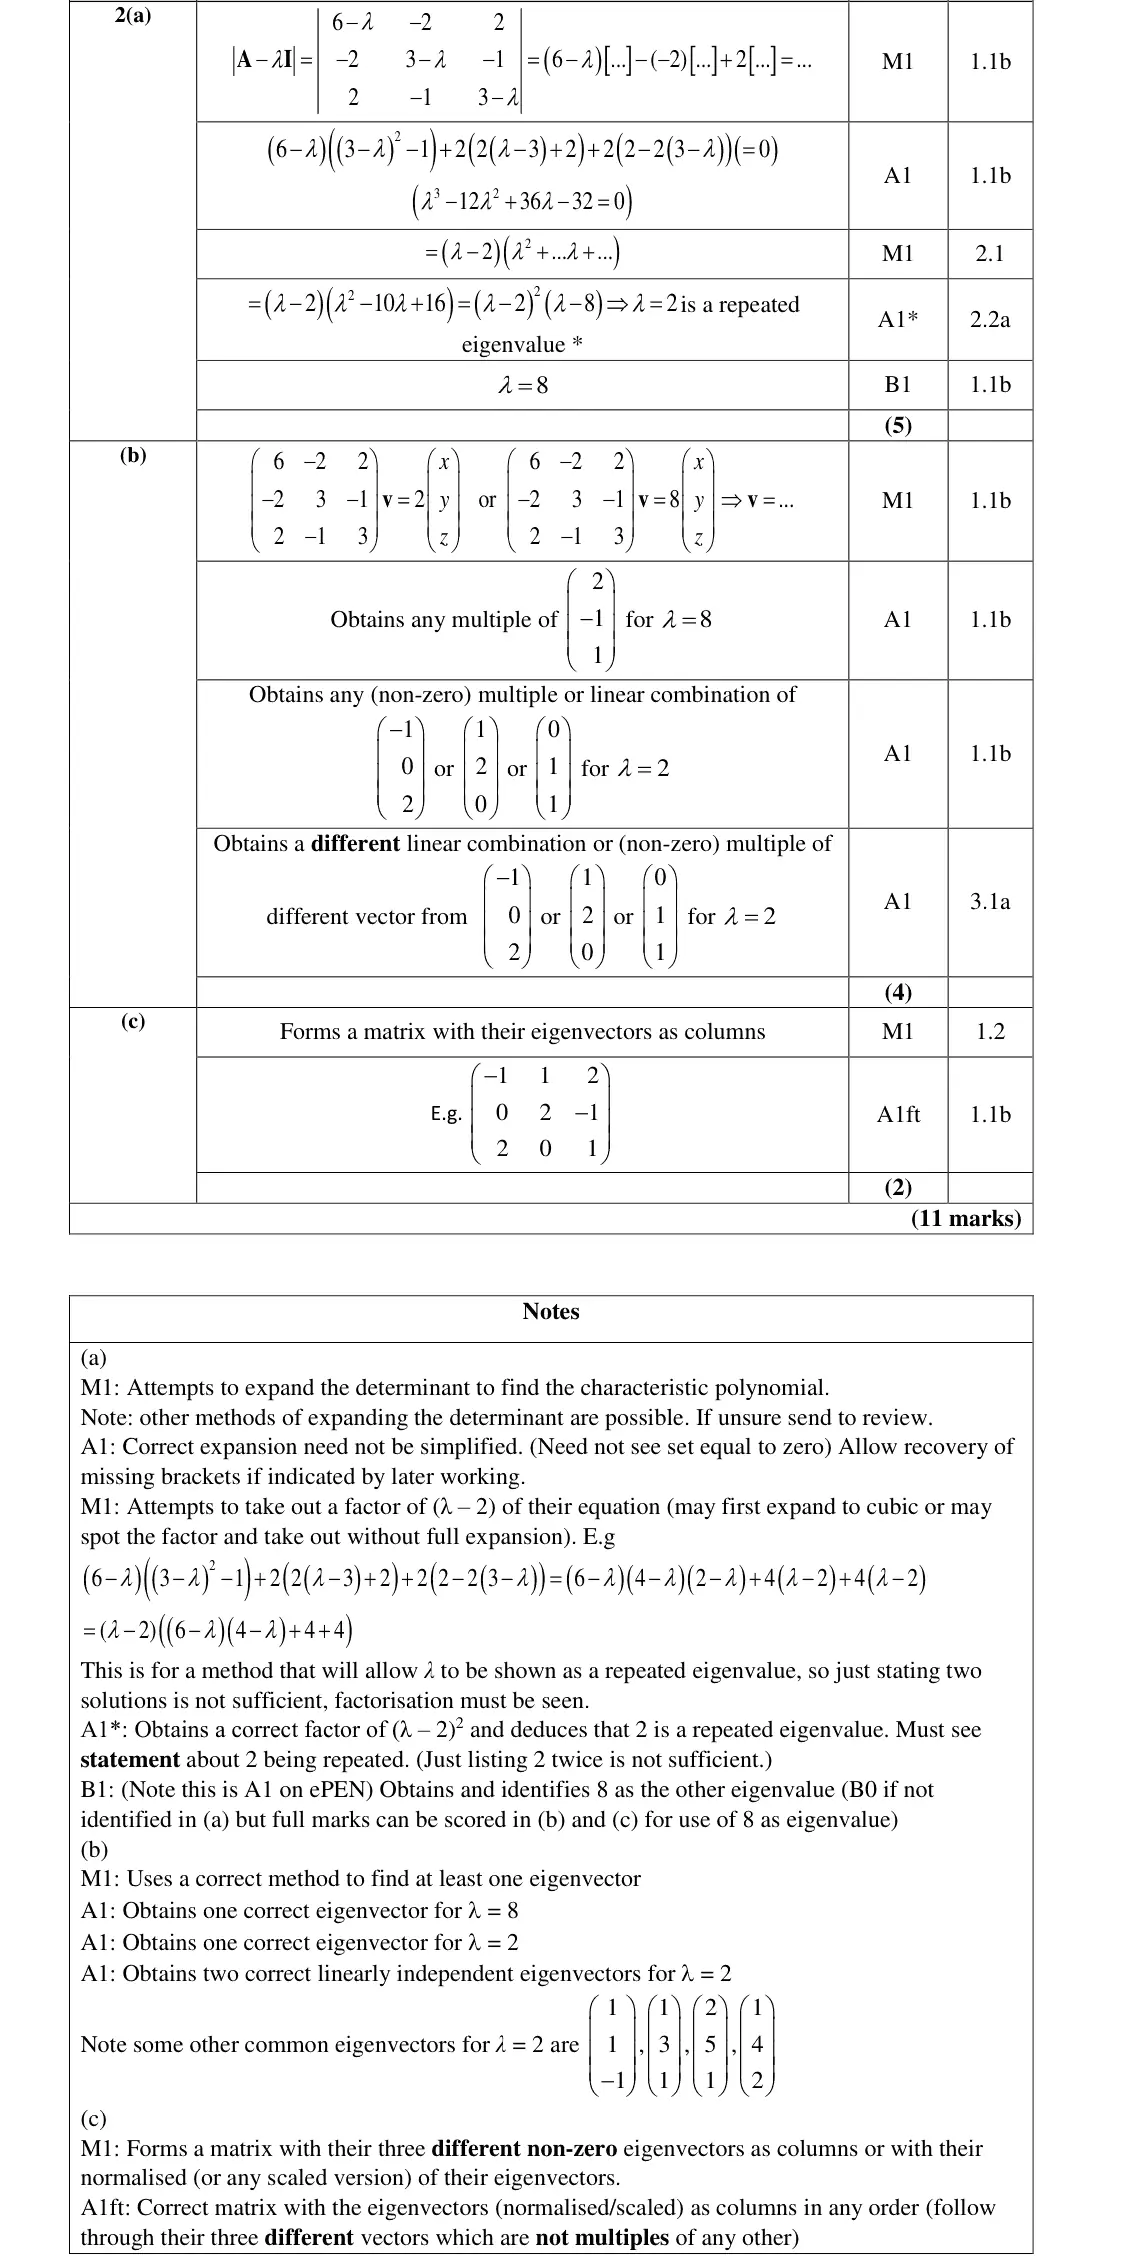 2(a)
|A − λI| = | 6−λ −2 2 | = (6−λ)[...]−(−2)[...]+2[...] = ... M1 1.1b
−2 3−λ −1
2 −1 3−λ
(6−λ)((3−λ)²−1)+2(2(λ−3)+2)+2(2−2(3−λ))(=0)
(λ³−12λ²+36λ−32=0) A1 1.1b
=(λ−2)(λ²+...λ+...) M1 2.1
=(λ−2)(λ²−10λ+16)=(λ−2)²(λ−8)⇒λ=2 is a repeated
eigenvalue * A1* 2.2a
λ=8 B1 1.1b
(5)
(b)
6 −2 2 x 6 −2 2 x
−2 3 −1 v = 2 y or −2 3 −1 v = 8 y ⇒ v = ... M1 1.1b
2 −1 3 z 2 −1 3 z
2
Obtains any multiple of −1 for λ=8 A1 1.1b
1
Obtains any (non-zero) multiple or linear combination of
−1 1 0
0 or 2 or 1 for λ=2 A1 1.1b
2 0 1
Obtains a different linear combination or (non-zero) multiple of
−1 1 0
different vector from 0 or 2 or 1 for λ=2 A1 3.1a
2 0 1
(4)
(c) Forms a matrix with their eigenvectors as columns M1 1.2
−1 1 2
E.g. 0 2 −1 A1ft 1.1b
2 0 1
(2)
(11 marks)
Notes
(a)
M1: Attempts to expand the determinant to find the characteristic polynomial.
Note: other methods of expanding the determinant are possible. If unsure send to review.
A1: Correct expansion need not be simplified. (Need not see set equal to zero) Allow recovery of
missing brackets if indicated by later working.
M1: Attempts to take out a factor of (λ – 2) of their equation (may first expand to cubic or may
spot the factor and take out without full expansion). E.g
(6−λ)((3−λ)²−1)+2(2(λ−3)+2)+2(2−2(3−λ))=(6−λ)(4−λ)(2−λ)+4(λ−2)+4(λ−2)
=(λ−2)((6−λ)(4−λ)+4+4)
This is for a method that will allow λ to be shown as a repeated eigenvalue, so just stating two
solutions is not sufficient, factorisation must be seen.
A1*: Obtains a correct factor of (λ – 2)² and deduces that 2 is a repeated eigenvalue. Must see
statement about 2 being repeated. (Just listing 2 twice is not sufficient.)
B1: (Note this is A1 on ePEN) Obtains and identifies 8 as the other eigenvalue (B0 if not
identified in (a) but full marks can be scored in (b) and (c) for use of 8 as eigenvalue)
(b)
M1: Uses a correct method to find at least one eigenvector
A1: Obtains one correct eigenvector for λ = 8
A1: Obtains one correct eigenvector for λ = 2
A1: Obtains two correct linearly independent eigenvectors for λ = 2
1 1 2 1
Note some other common eigenvectors for λ = 2 are 1 , 3 , 5 , 4
−1 1 1 2
(c)
M1: Forms a matrix with their three different non-zero eigenvectors as columns or with their
normalised (or any scaled version) of their eigenvectors.
A1ft: Correct matrix with the eigenvectors (normalised/scaled) as columns in any order (follow
through their three different vectors which are not multiples of any other)